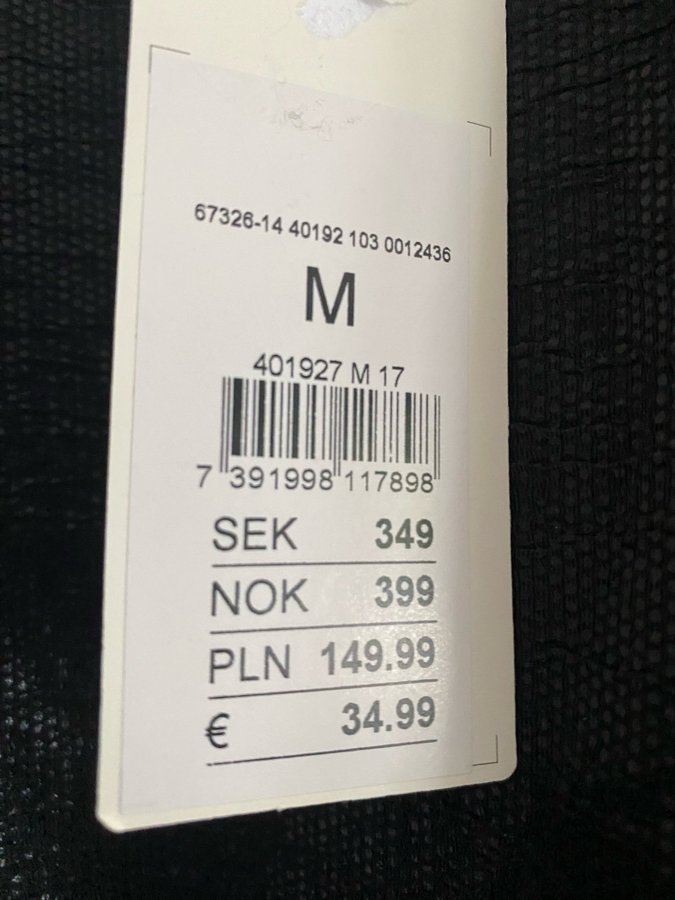 67326-14 40192 103 0012436
M
401927 M 17
7 391998 117898
SEK 349
NOK 399
PLN 149.99
€ 34.99